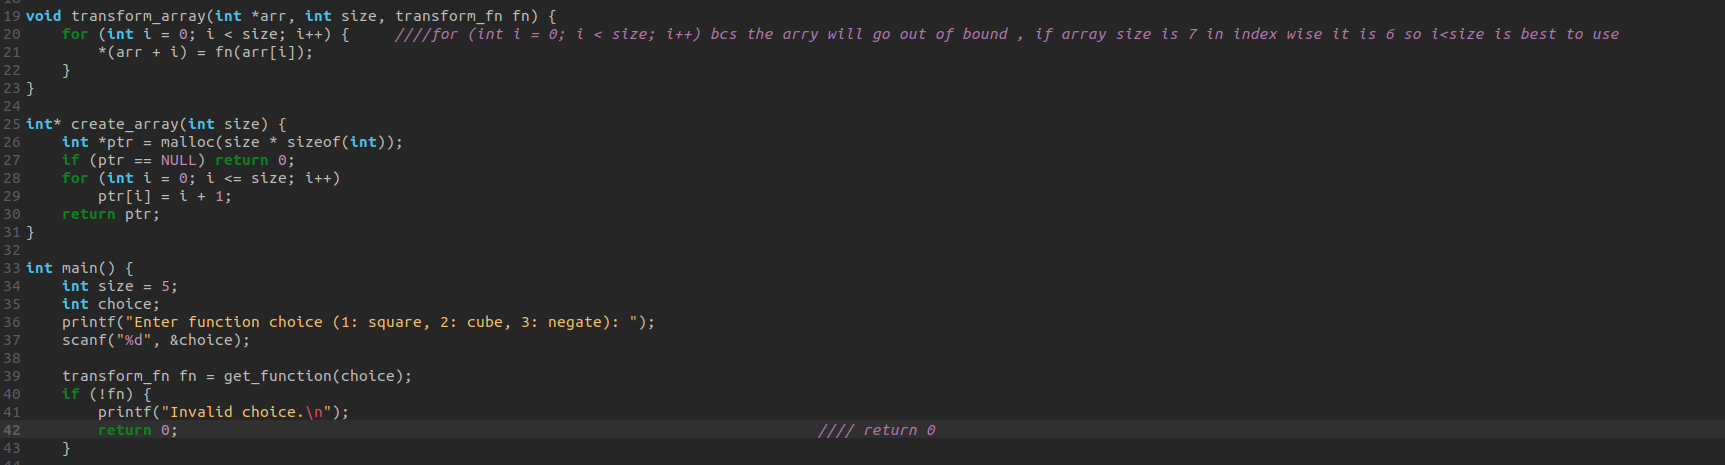 19 void transform_array(int *arr, int size, transform_fn fn) {
20     for (int i = 0; i < size; i++) {     ////for (int i = 0; i < size; i++) bcs the arry will go out of bound , if array size is 7 in index wise it is 6 so i<size is best to use
21         *(arr + i) = fn(arr[i]);
22     }
23 }
24
25 int* create_array(int size) {
26     int *ptr = malloc(size * sizeof(int));
27     if (ptr == NULL) return 0;
28     for (int i = 0; i <= size; i++)
29         ptr[i] = i + 1;
30     return ptr;
31 }
32
33 int main() {
34     int size = 5;
35     int choice;
36     printf("Enter function choice (1: square, 2: cube, 3: negate): ");
37     scanf("%d", &choice);
38
39     transform_fn fn = get_function(choice);
40     if (!fn) {
41         printf("Invalid choice.\n");
42         return 0;                                                                       //// return 0
43     }